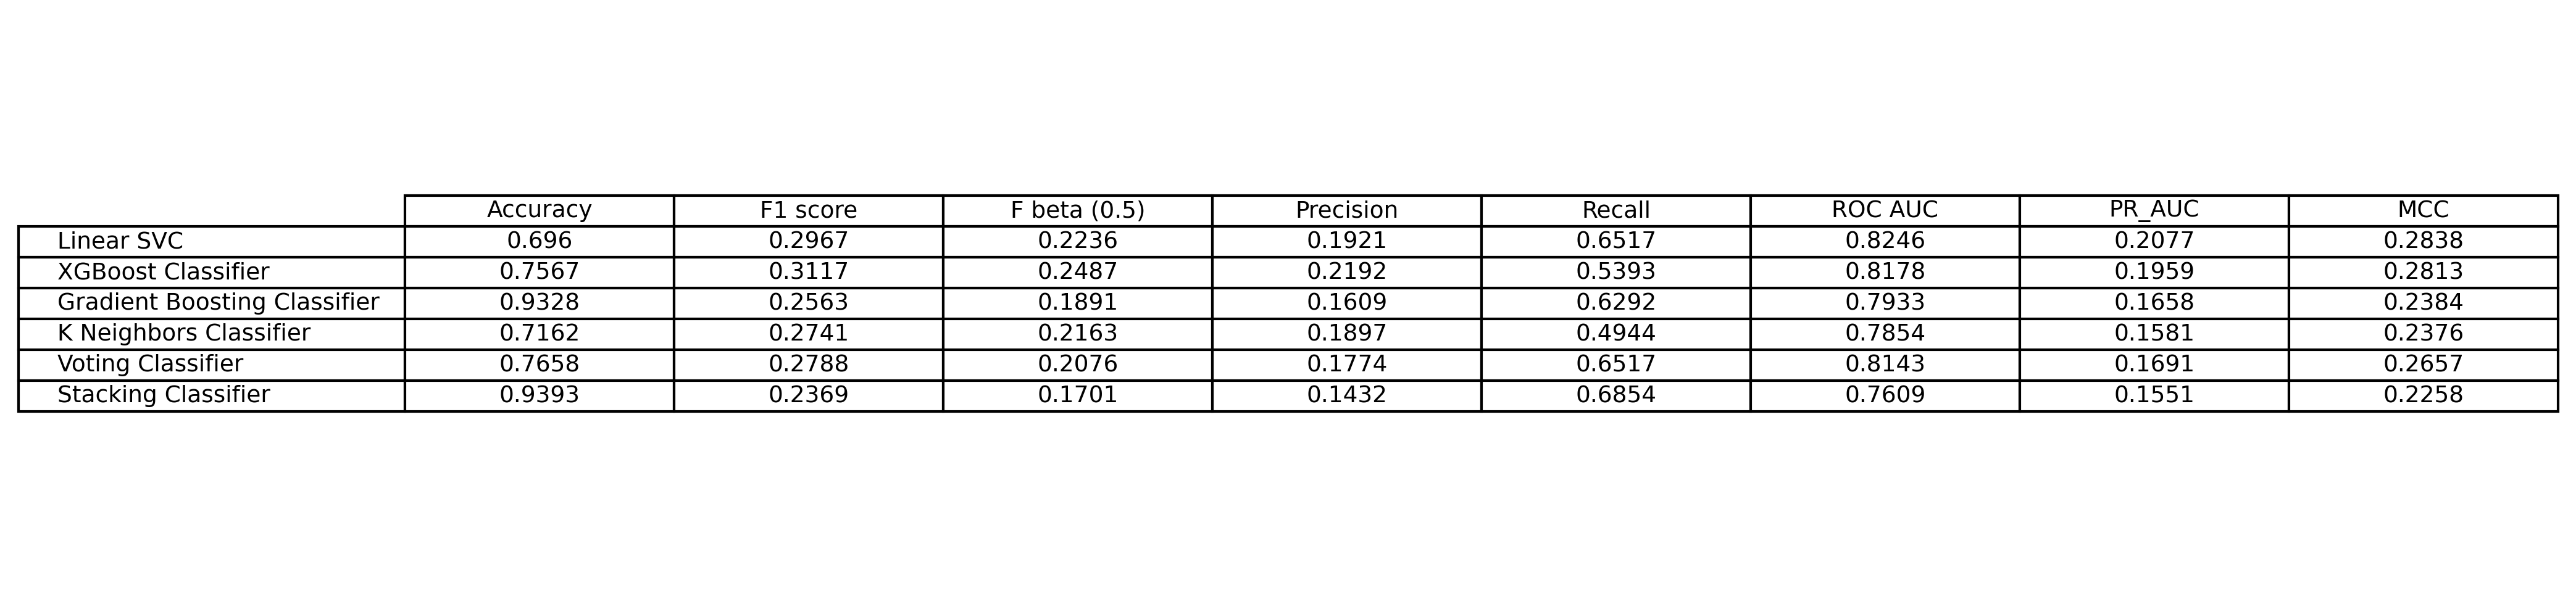 Accuracy F1 score F beta (0.5) Precision Recall ROC AUC PR_AUC MCC
Linear SVC 0.696 0.2967 0.2236 0.1921 0.6517 0.8246 0.2077 0.2838
XGBoost Classifier 0.7567 0.3117 0.2487 0.2192 0.5393 0.8178 0.1959 0.2813
Gradient Boosting Classifier 0.9328 0.2563 0.1891 0.1609 0.6292 0.7933 0.1658 0.2384
K Neighbors Classifier 0.7162 0.2741 0.2163 0.1897 0.4944 0.7854 0.1581 0.2376
Voting Classifier 0.7658 0.2788 0.2076 0.1774 0.6517 0.8143 0.1691 0.2657
Stacking Classifier 0.9393 0.2369 0.1701 0.1432 0.6854 0.7609 0.1551 0.2258